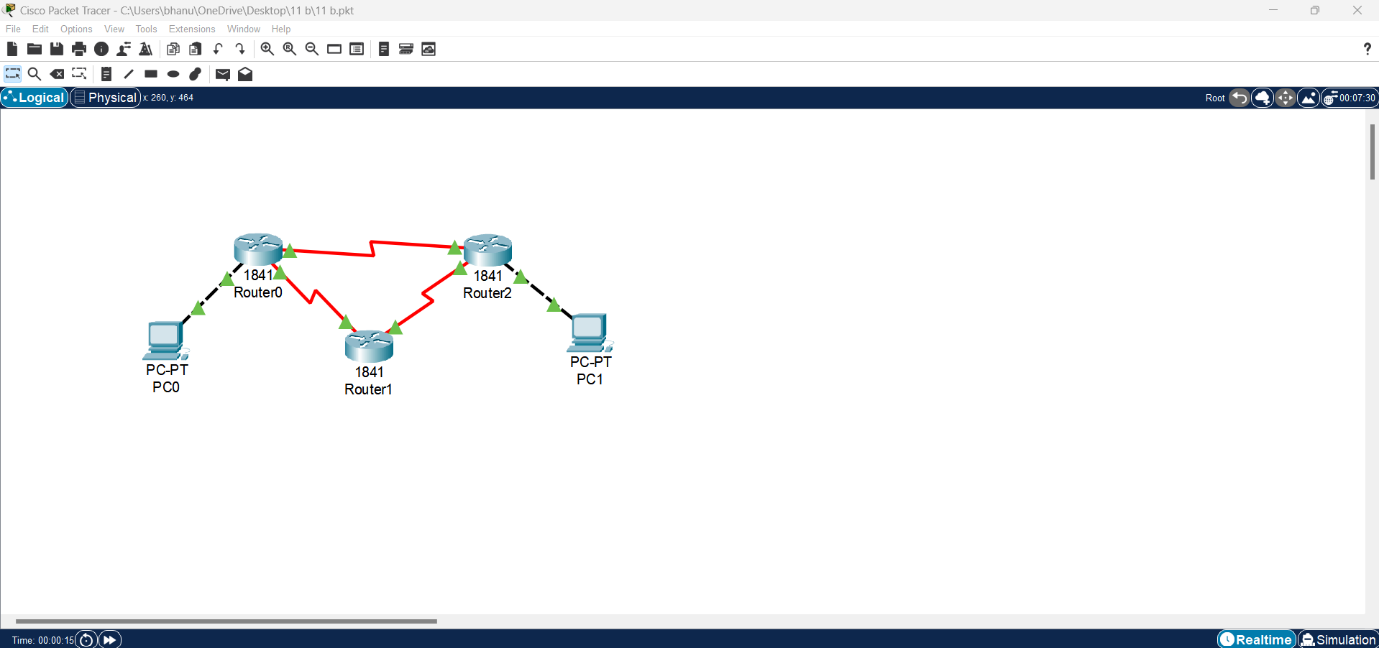 Cisco Packet Tracer - C:\Users\bhanu\OneDrive\Desktop\11 b\11 b.pkt
File Edit Options View Tools Extensions Window Help
?
Logical Physical x: 260, y: 464 Root 00:07:30
1841
Router0
1841
Router2
PC-PT
PC0
1841
Router1
PC-PT
PC1
Time: 00:00:15 Realtime Simulation